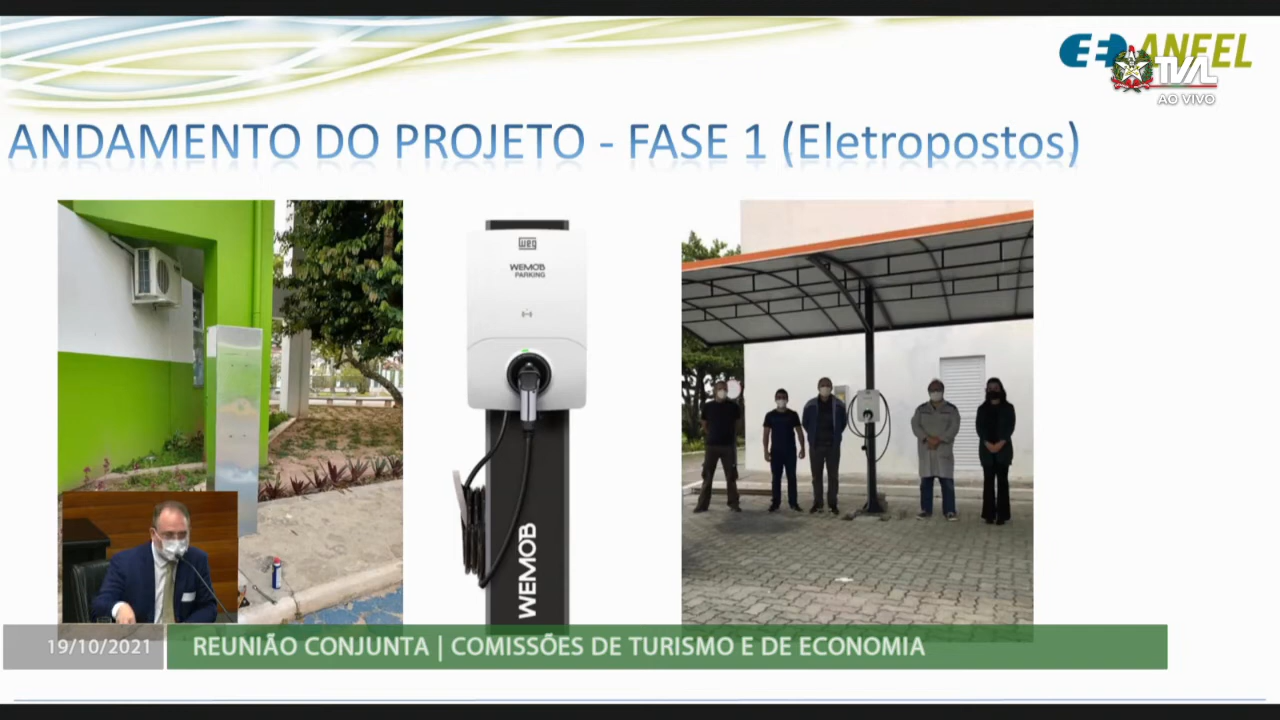 ANEEL
TVAL
AO VIVO
ANDAMENTO DO PROJETO - FASE 1 (Eletropostos)
weg
WEMOB
PARKING
WEMOB
19/10/2021
REUNIÃO CONJUNTA | COMISSÕES DE TURISMO E DE ECONOMIA